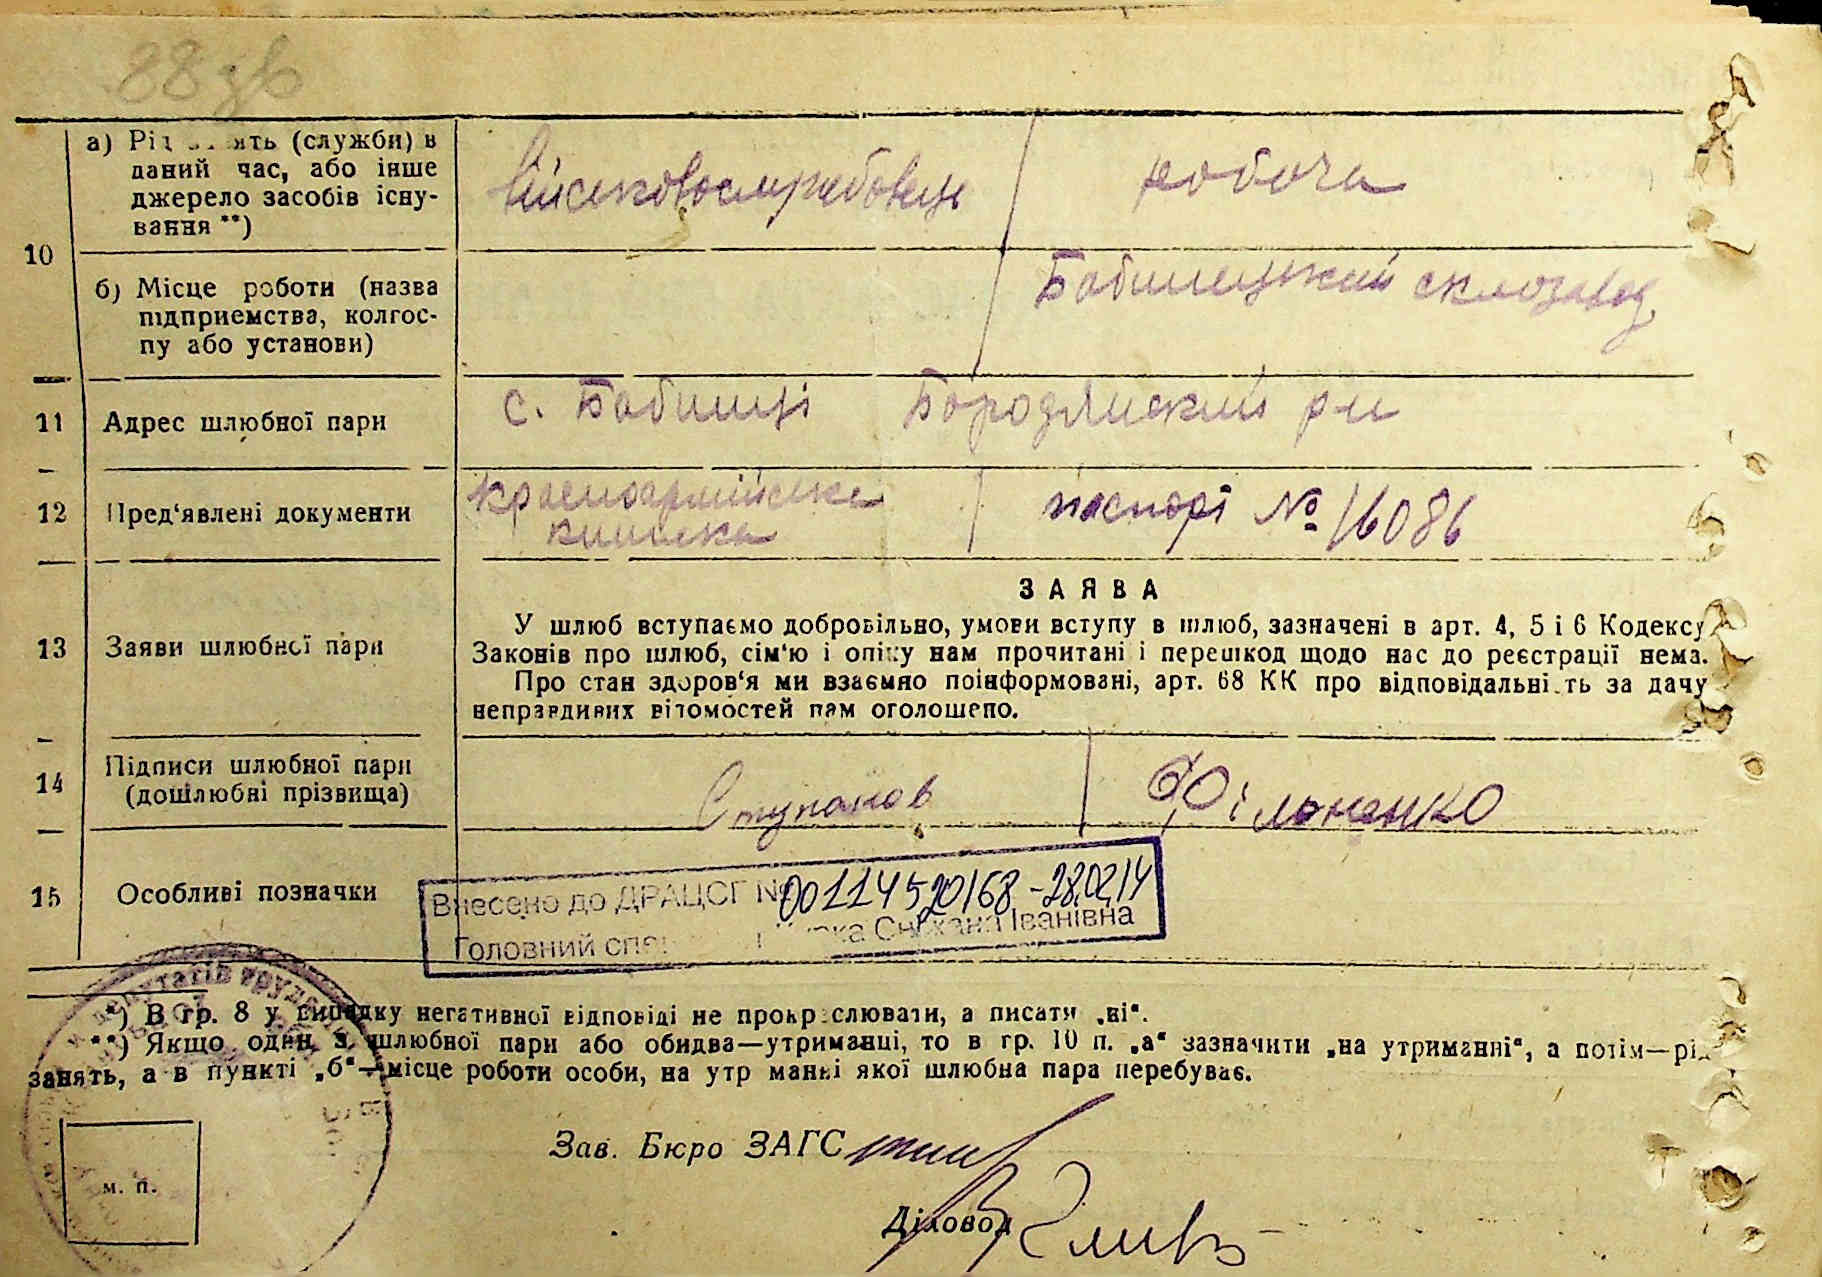 88 зв
10
а) Рід занять (служби) в
даний час, або інше
джерело засобів існу-
вання **)
військовослужбовець
робоча
б) Місце роботи (назва
підприємства, колгос-
пу або установи)
Бабинецький склозавод
11 Адрес шлюбної пари с. Бабинці Бородянский р-н
12 Пред‘явлені документи
красноармійська
книжка
паспорт № 16086
13 Заяви шлюбної пари
ЗАЯВА
У шлюб вступаємо добровільно, умови вступу в шлюб, зазначені в арт. 4, 5 і 6 Кодексу
Законів про шлюб, сім‘ю і опіку нам прочитані і перешкод щодо нас до реєстрації нема.
Про стан здоров‘я ми взаємно поінформовані, арт. 68 КК про відповідальність за дачу
неправдивих відомостей нам оголошено.
14 Підписи шлюбної пари
(дошлюбні прізвища)
Ступаков Фільоненко
15 Особливі позначки
Внесено до ДРАЦСГ № 00114520168 - 28.02.14
Головний Іванівна
*) В гр. 8 у випадку негативної відповіді не прокреслювати, а писати „ні“.
**) Якщо один з шлюбної пари або обидва—утриманці, то в гр. 10 п. „а“ зазначити „на утриманні“, а потім—рід
занять, а в пункті „б“—місце роботи особи, на утриманні якої шлюбна пара перебуває.
депутатів
м. п.
Зав. Бюро ЗАГС
Діловод